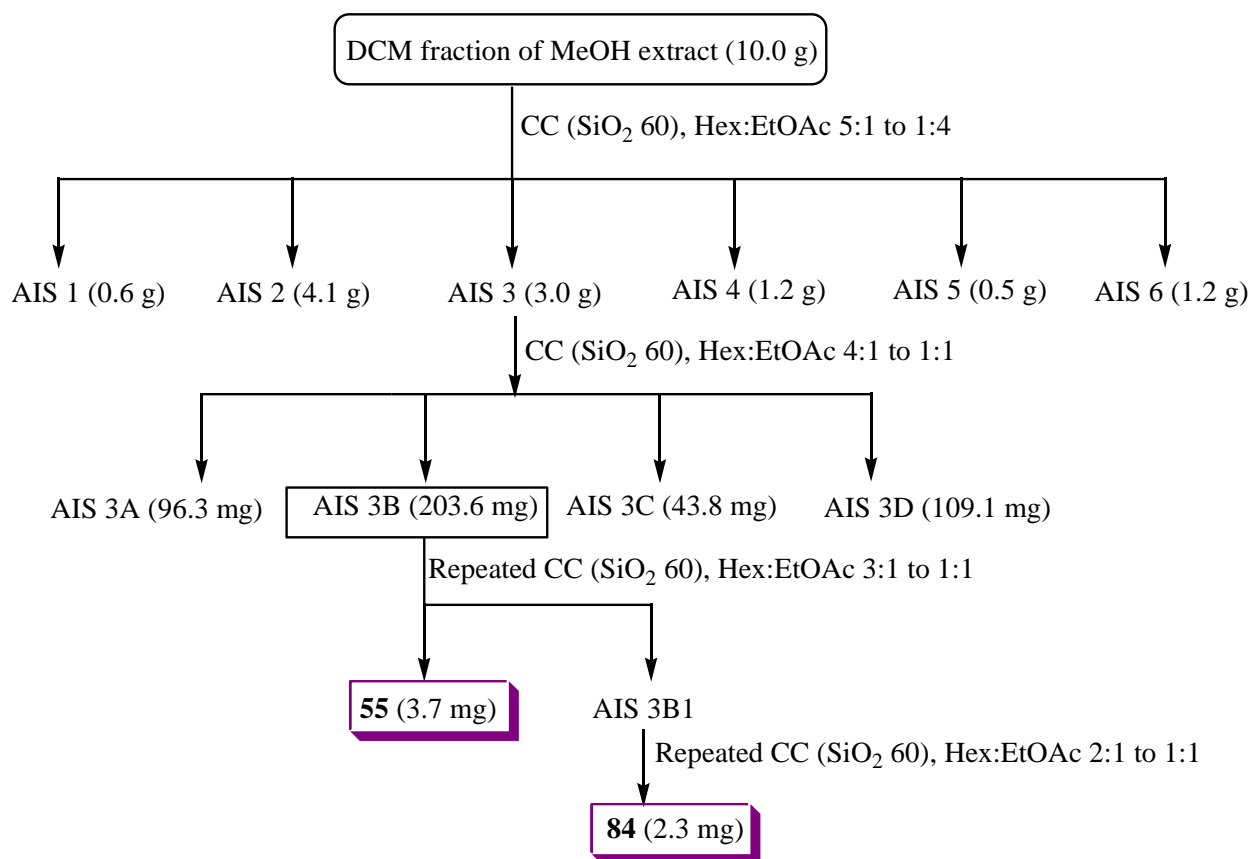 DCM fraction of MeOH extract (10.0 g)
CC (SiO2 60), Hex:EtOAc 5:1 to 1:4
AIS 1 (0.6 g) AIS 2 (4.1 g) AIS 3 (3.0 g) AIS 4 (1.2 g) AIS 5 (0.5 g) AIS 6 (1.2 g)
CC (SiO2 60), Hex:EtOAc 4:1 to 1:1
AIS 3A (96.3 mg) AIS 3B (203.6 mg) AIS 3C (43.8 mg) AIS 3D (109.1 mg)
Repeated CC (SiO2 60), Hex:EtOAc 3:1 to 1:1
55 (3.7 mg) AIS 3B1
Repeated CC (SiO2 60), Hex:EtOAc 2:1 to 1:1
84 (2.3 mg)